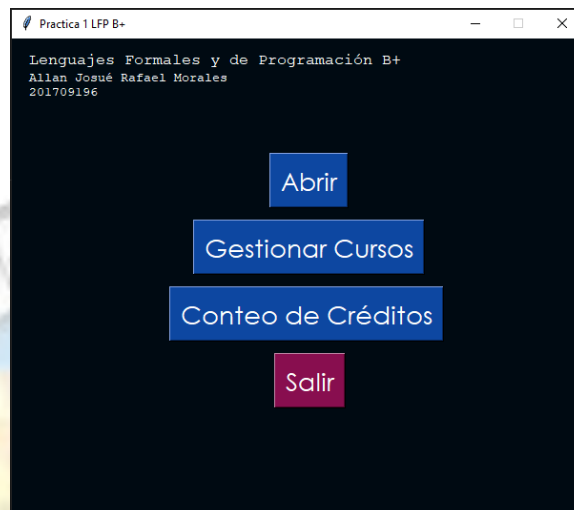 Practica 1 LFP B+
Lenguajes Formales y de Programación B+
Allan Josué Rafael Morales
201709196
Abrir
Gestionar Cursos
Conteo de Créditos
Salir